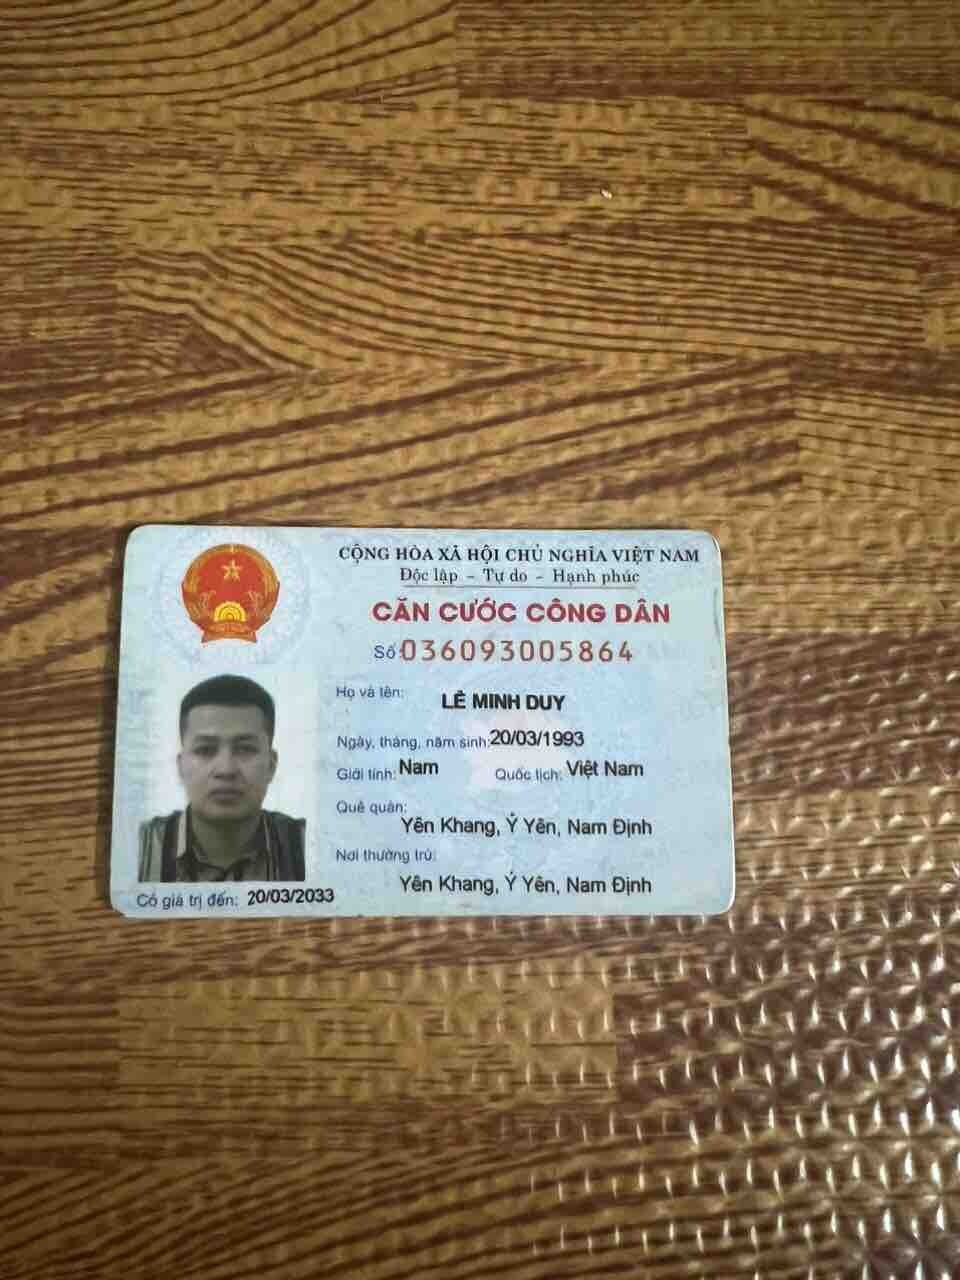 CỘNG HÒA XÃ HỘI CHỦ NGHĨA VIỆT NAM
Độc lập - Tự do - Hạnh phúc
CĂN CƯỚC CÔNG DÂN
Số 036093005864
Họ và tên: LÊ MINH DUY
Ngày, tháng, năm sinh: 20/03/1993
Giới tính: Nam Quốc tịch: Việt Nam
Quê quán:
Yên Khang, Ý Yên, Nam Định
Nơi thường trú:
Yên Khang, Ý Yên, Nam Định
Có giá trị đến: 20/03/2033